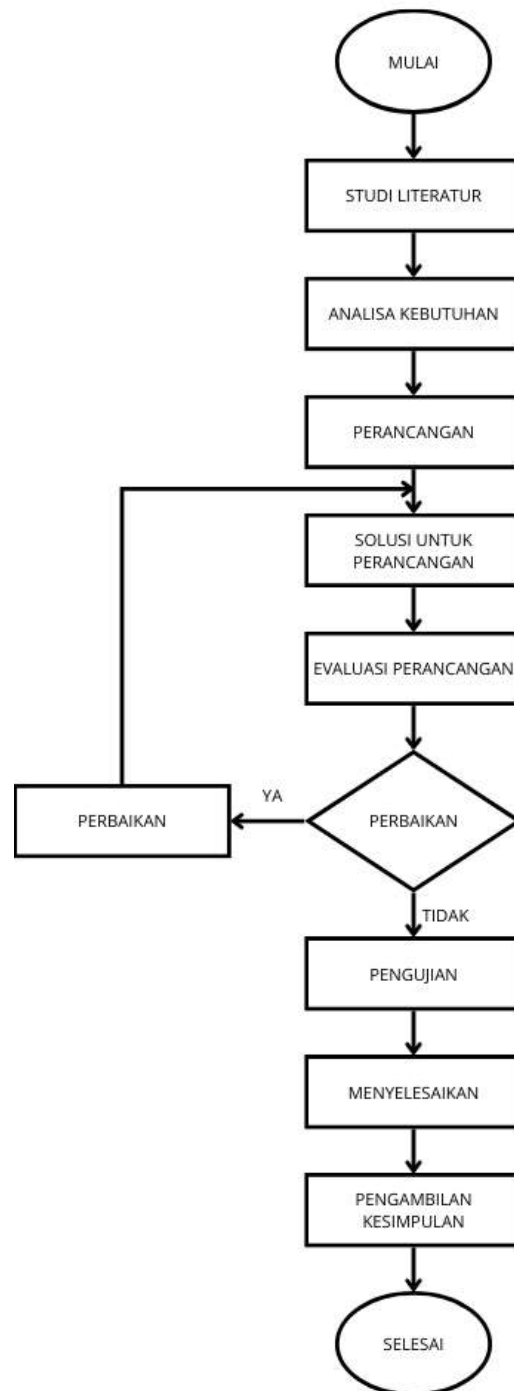 MULAI
STUDI LITERATUR
ANALISA KEBUTUHAN
PERANCANGAN
SOLUSI UNTUK
PERANCANGAN
EVALUASI PERANCANGAN
PERBAIKAN
YA
PERBAIKAN
TIDAK
PENGUJIAN
MENYELESAIKAN
PENGAMBILAN
KESIMPULAN
SELESAI